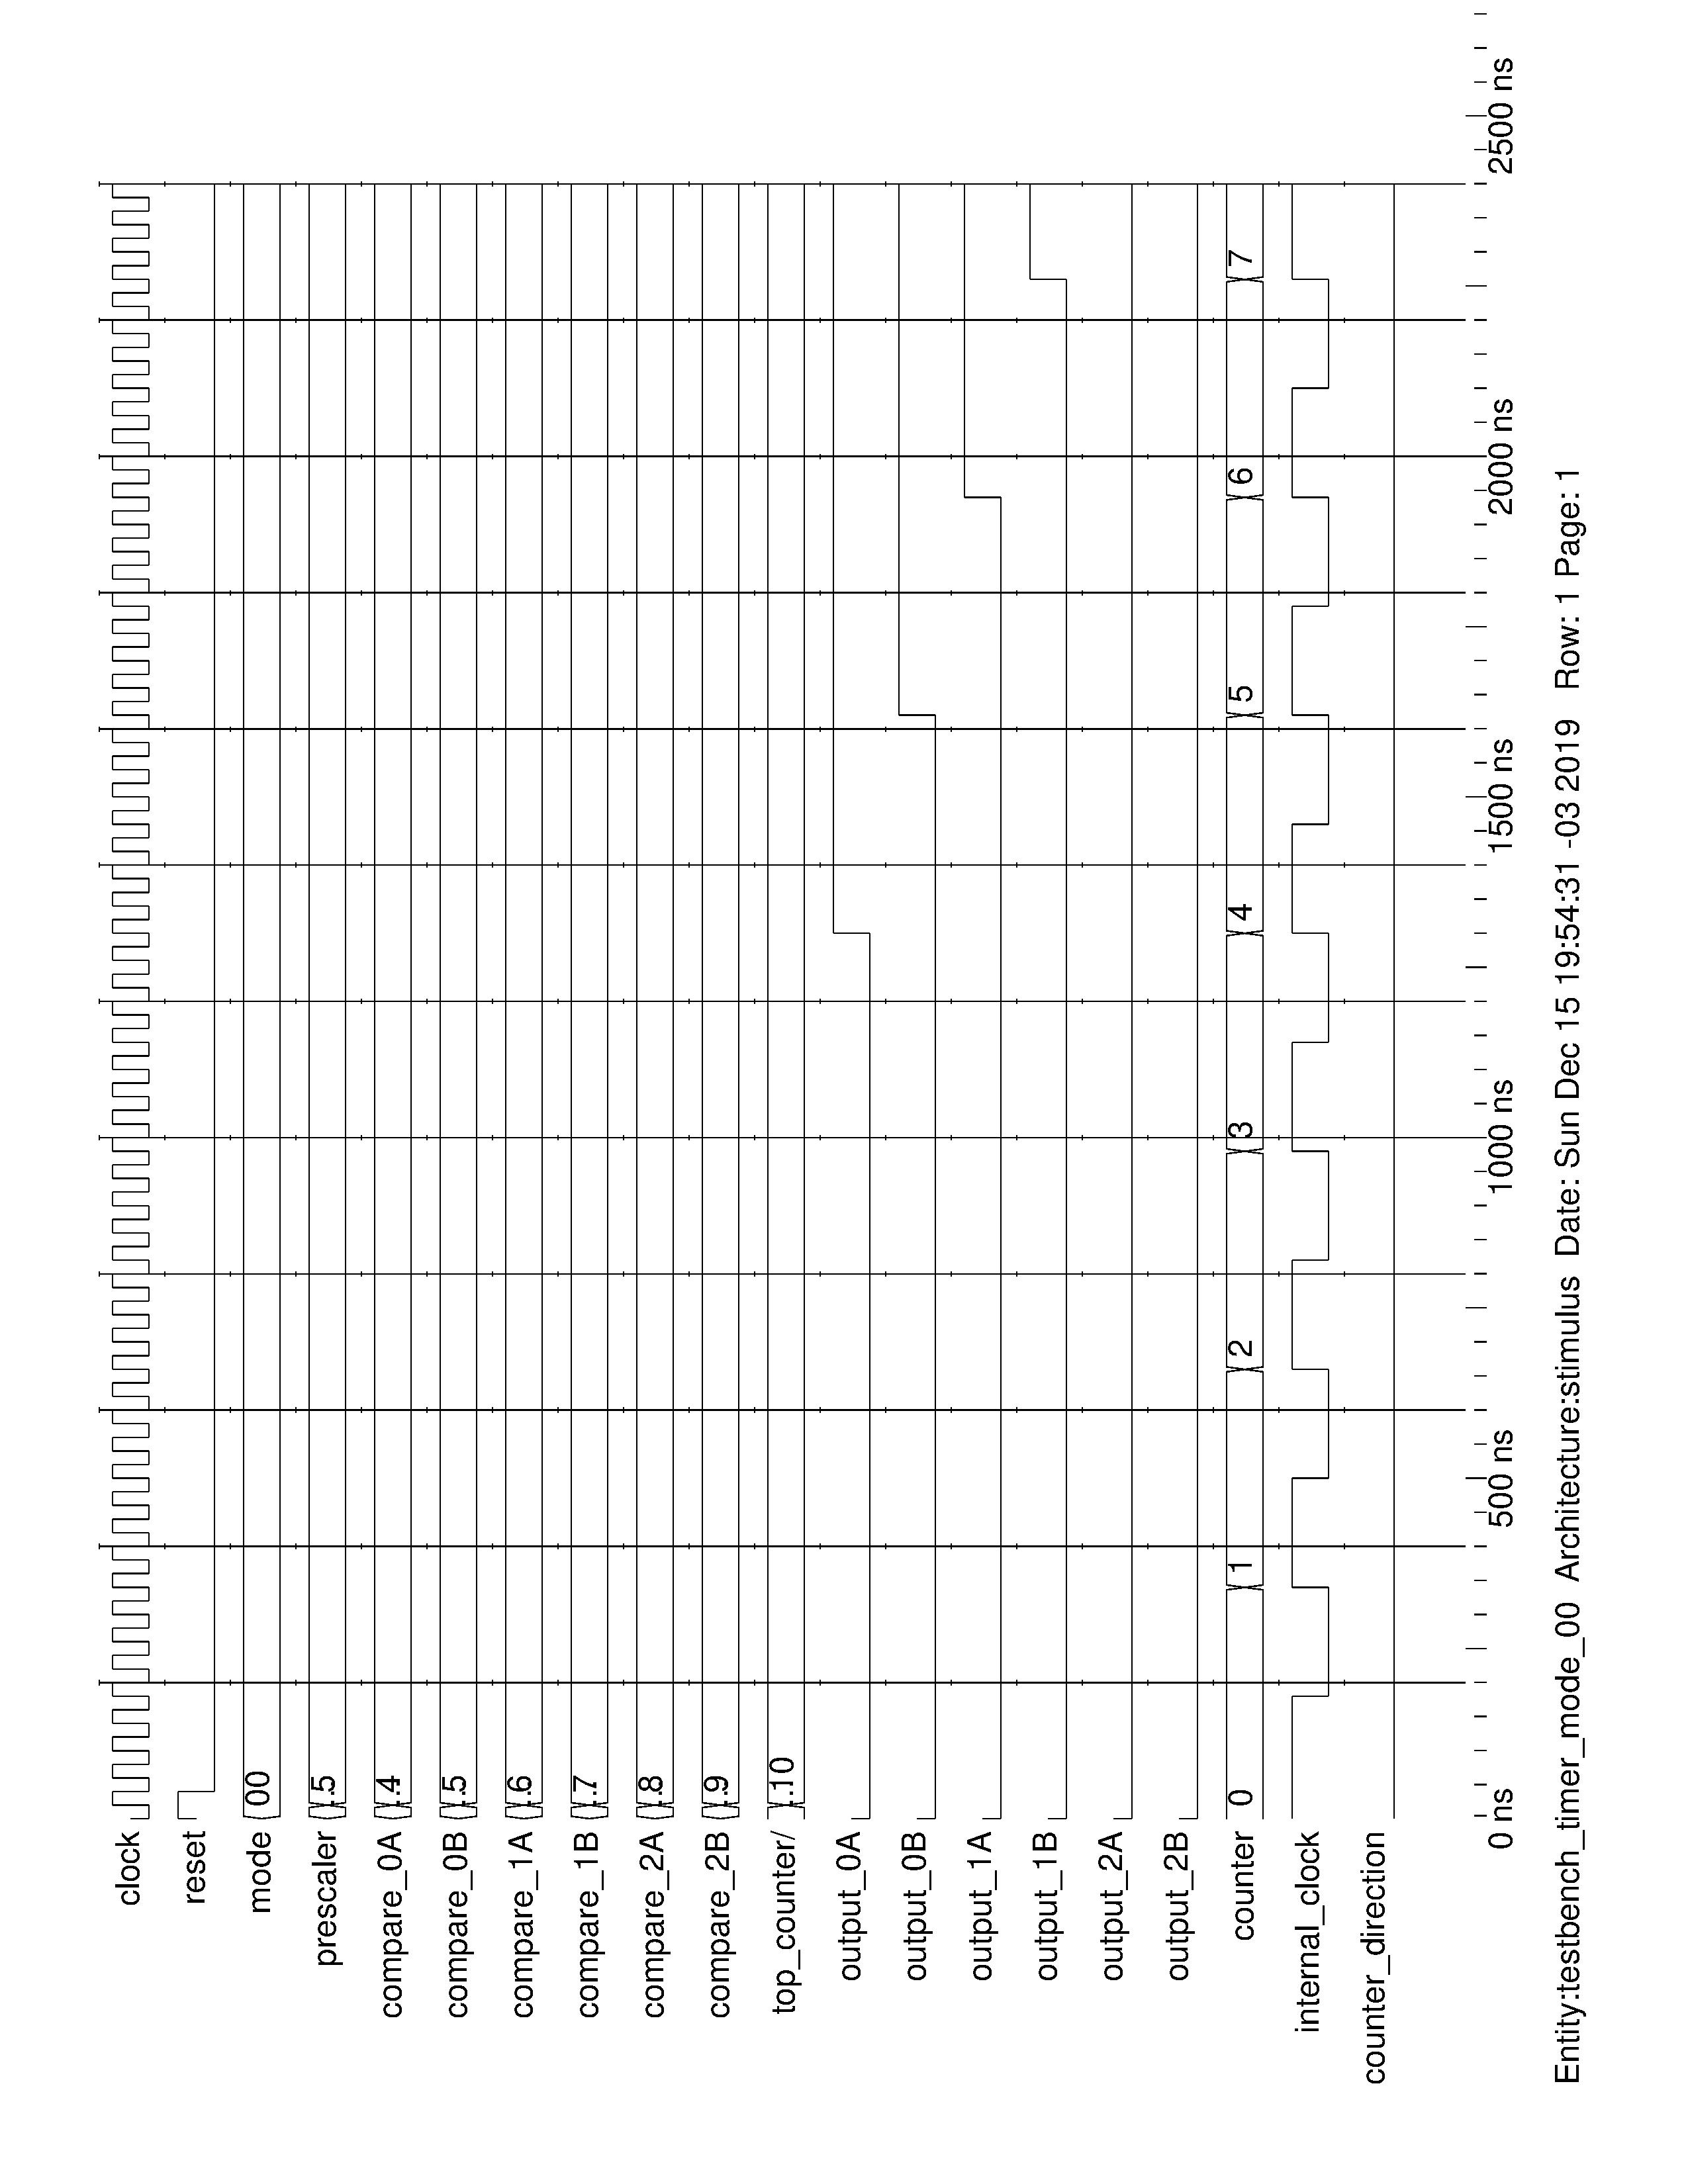 clock
reset
mode 00
prescaler ..5
compare_0A ..4
compare_0B ..5
compare_1A ..6
compare_1B ..7
compare_2A ..8
compare_2B ..9
top_counter/ ..10
output_0A
output_0B
output_1A
output_1B
output_2A
output_2B
counter 0 1 2 3 4 5 6 7
internal_clock
counter_direction
0 ns 500 ns 1000 ns 1500 ns 2000 ns 2500 ns
Entity:testbench_timer_mode_00 Architecture:stimulus Date: Sun Dec 15 19:54:31 -03 2019 Row: 1 Page: 1